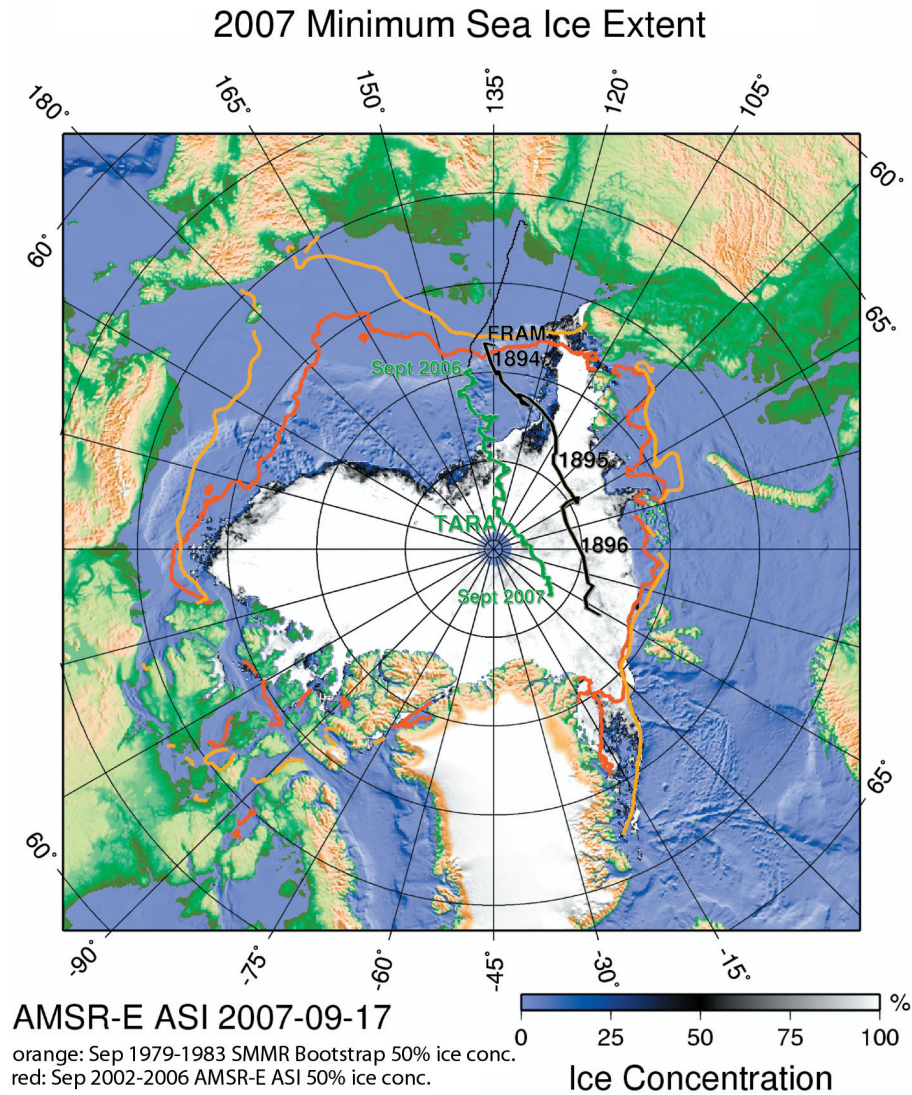 2007 Minimum Sea Ice Extent
180°
165°
150°
135°
120°
105°
60°
60°
65°
FRAM
1894
Sept 2006
1895
TARA
1896
Sept 2007
65°
60°
-90°
-75°
-60°
-45°
-30°
-15°
%
0 25 50 75 100
Ice Concentration
AMSR-E ASI 2007-09-17
orange: Sep 1979-1983 SMMR Bootstrap 50% ice conc.
red: Sep 2002-2006 AMSR-E ASI 50% ice conc.